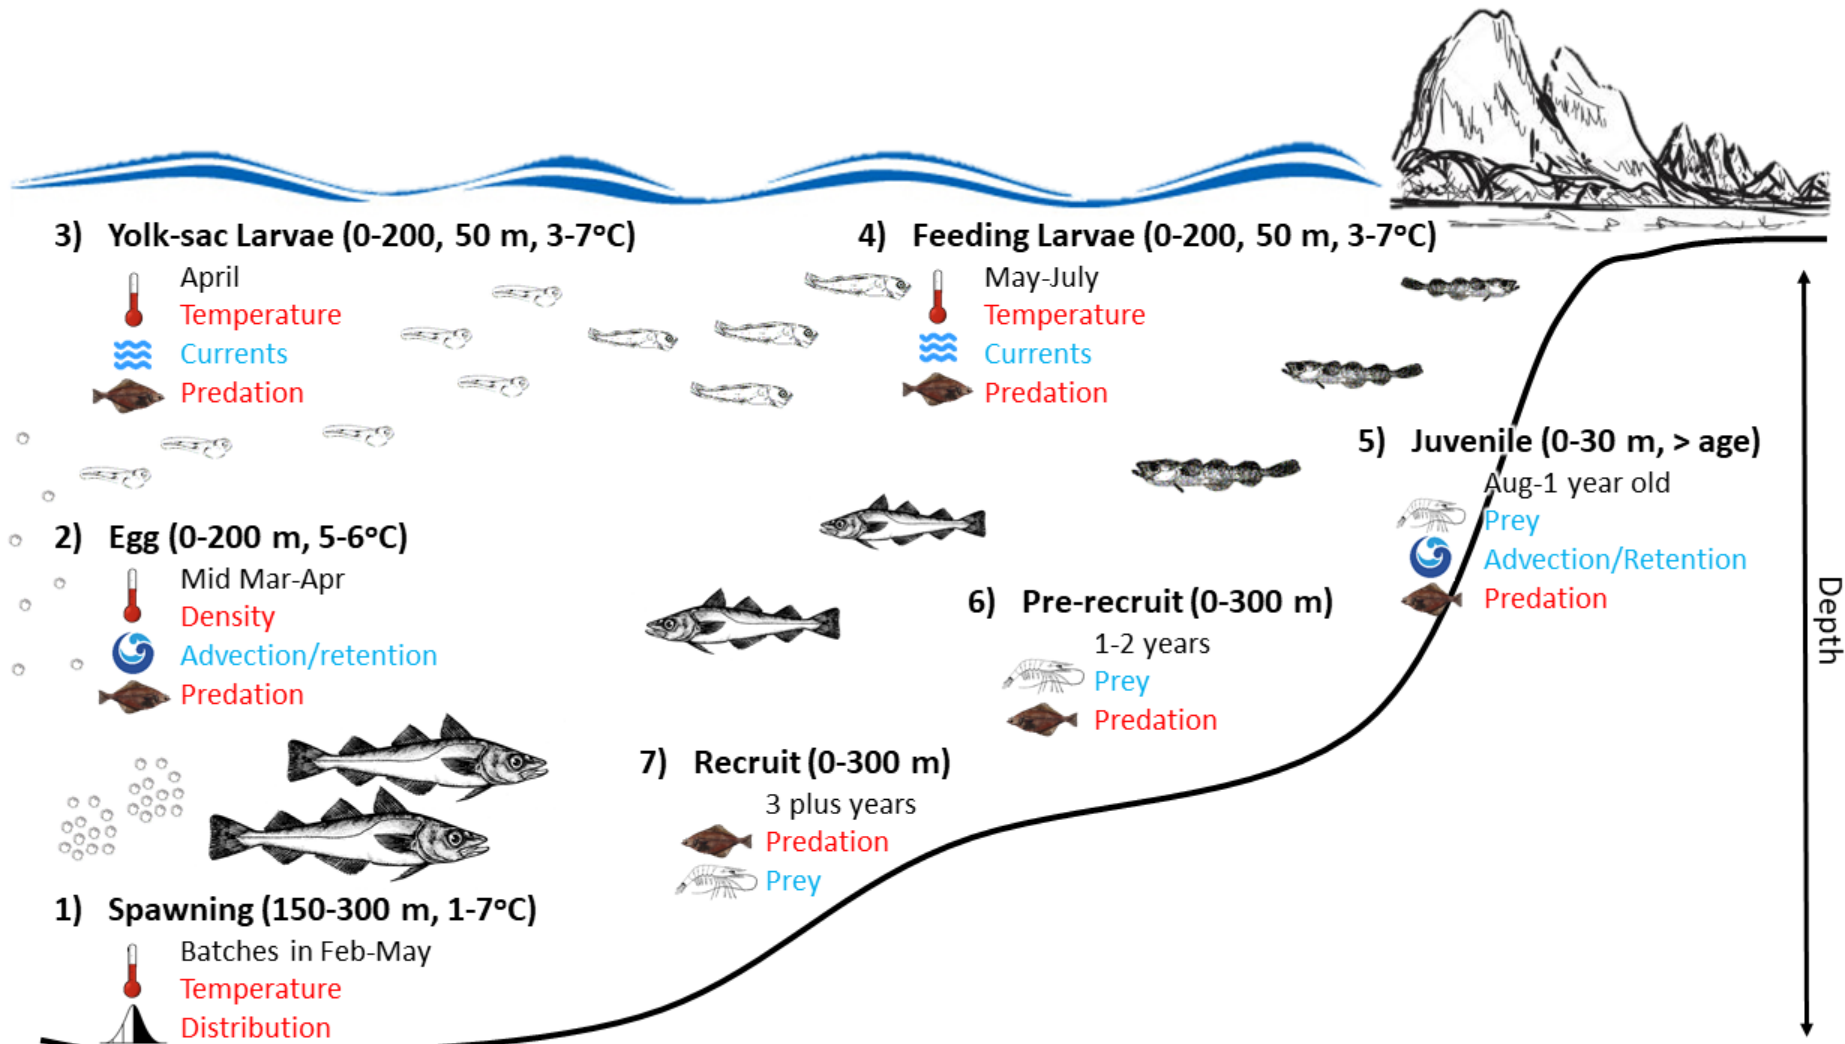 3) Yolk-sac Larvae (0-200, 50 m, 3-7°C)
April
Temperature
Currents
Predation
4) Feeding Larvae (0-200, 50 m, 3-7°C)
May-July
Temperature
Currents
Predation
5) Juvenile (0-30 m, > age)
Aug-1 year old
Prey
Advection/Retention
Predation
2) Egg (0-200 m, 5-6°C)
Mid Mar-Apr
Density
Advection/retention
Predation
6) Pre-recruit (0-300 m)
1-2 years
Prey
Predation
7) Recruit (0-300 m)
3 plus years
Predation
Prey
1) Spawning (150-300 m, 1-7°C)
Batches in Feb-May
Temperature
Distribution
Depth